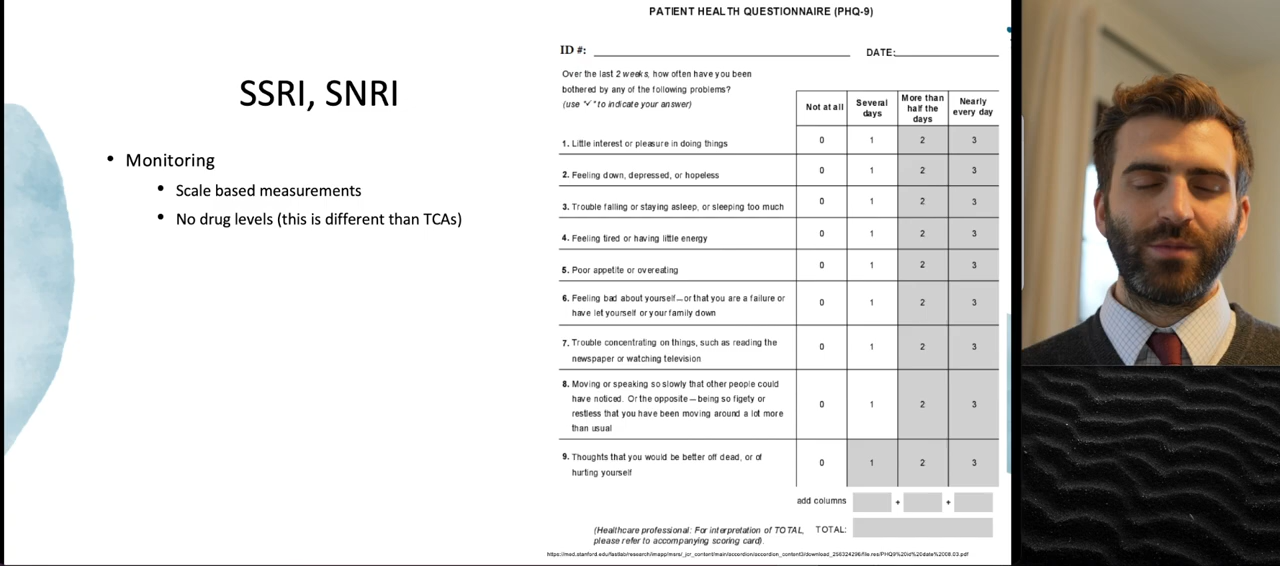 SSRI, SNRI
• Monitoring
• Scale based measurements
• No drug levels (this is different than TCAs)
PATIENT HEALTH QUESTIONNAIRE (PHQ-9)
ID #:
DATE:
Over the last 2 weeks, how often have you been
bothered by any of the following problems?
(use "✓" to indicate your answer)
Not at all
Several
days
More than
half the
days
Nearly
every day
1. Little interest or pleasure in doing things 0 1 2 3
2. Feeling down, depressed, or hopeless 0 1 2 3
3. Trouble falling or staying asleep, or sleeping too much 0 1 2 3
4. Feeling tired or having little energy 0 1 2 3
5. Poor appetite or overeating 0 1 2 3
6. Feeling bad about yourself—or that you are a failure or
have let yourself or your family down 0 1 2 3
7. Trouble concentrating on things, such as reading the
newspaper or watching television 0 1 2 3
8. Moving or speaking so slowly that other people could
have noticed. Or the opposite—being so figety or
restless that you have been moving around a lot more
than usual 0 1 2 3
9. Thoughts that you would be better off dead, or of
hurting yourself 0 1 2 3
add columns + +
(Healthcare professional: For interpretation of TOTAL, TOTAL:
please refer to accompanying scoring card).